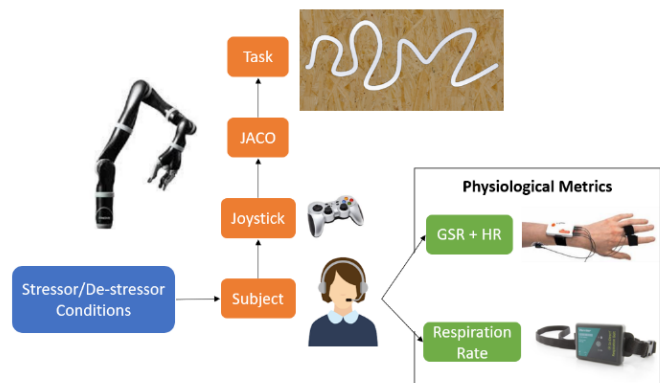 Task
JACO
Joystick
Stressor/De-stressor
Conditions
Subject
Physiological Metrics
GSR + HR
Respiration
Rate